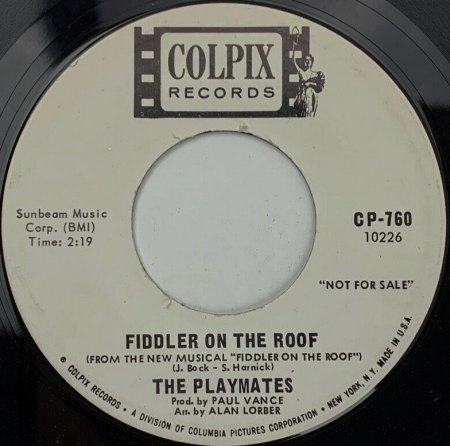 COLPIX
RECORDS
Sunbeam Music
Corp. (BMI)
Time: 2:19
CP-760
10226
"NOT FOR SALE"
FIDDLER ON THE ROOF
(FROM THE NEW MUSICAL "FIDDLER ON THE ROOF")
(J. Bock - S. Harnick)
THE PLAYMATES
Prod. by PAUL VANCE
Arr. by ALAN LORBER
© COLPIX RECORDS • A DIVISION OF COLUMBIA PICTURES CORPORATION • NEW YORK, N. Y. MADE IN U.S.A.